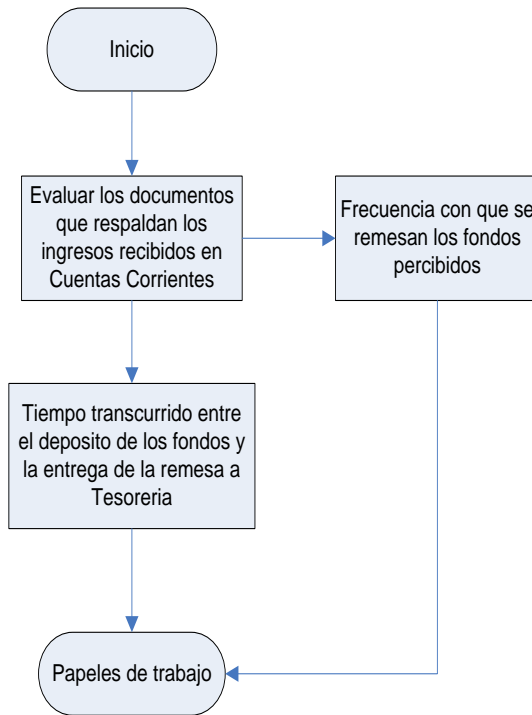 Inicio
Evaluar los documentos
que respaldan los
ingresos recibidos en
Cuentas Corrientes
Frecuencia con que se
remesan los fondos
percibidos
Tiempo transcurrido entre
el deposito de los fondos y
la entrega de la remesa a
Tesoreria
Papeles de trabajo